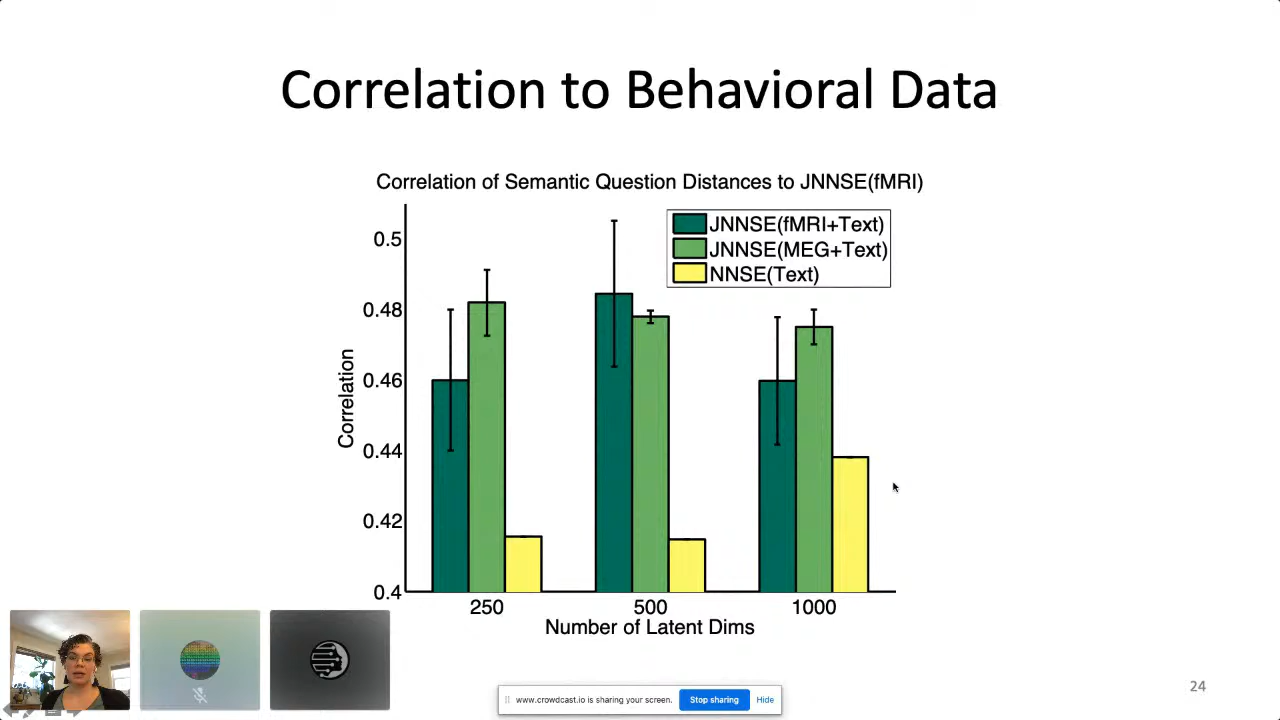 Correlation to Behavioral Data
Correlation of Semantic Question Distances to JNNSE(fMRI)
JNNSE(fMRI+Text)
JNNSE(MEG+Text)
NNSE(Text)
0.5
0.48
0.46
0.44
0.42
0.4
Correlation
250 500 1000
Number of Latent Dims
24
www.crowdcast.io is sharing your screen. Stop sharing Hide